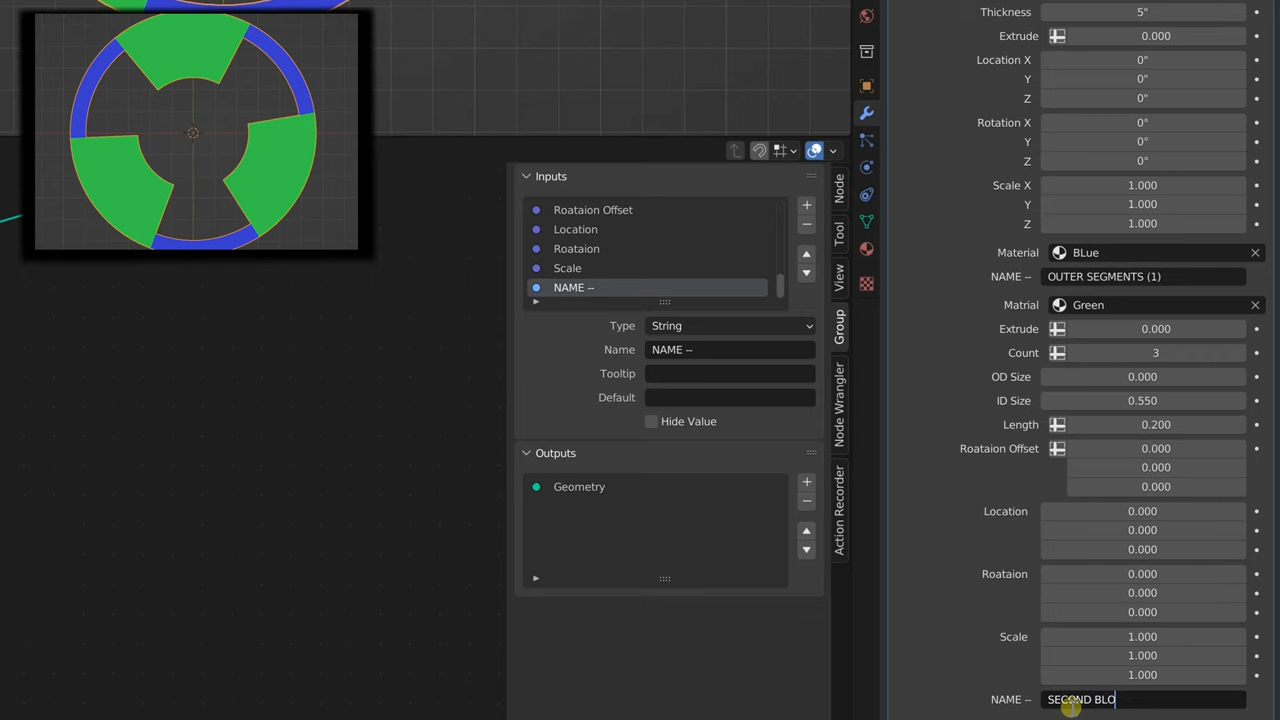 Inputs
Roataion Offset
Location
Roataion
Scale
NAME --
Type String
Name NAME --
Tooltip
Default
Hide Value
Outputs
Geometry
Node
Tool
View
Group
Node Wrangler
Action Recorder
Thickness 5"
Extrude 0.000
Location X 0"
Y 0"
Z 0"
Rotation X 0"
Y 0"
Z 0"
Scale X 1.000
Y 1.000
Z 1.000
Material BLue
NAME -- OUTER SEGMENTS (1)
Matrial Green
Extrude 0.000
Count 3
OD Size 0.000
ID Size 0.550
Length 0.200
Roataion Offset 0.000
0.000
0.000
Location 0.000
0.000
0.000
Roataion 0.000
0.000
0.000
Scale 1.000
1.000
1.000
NAME -- SECOND BLO